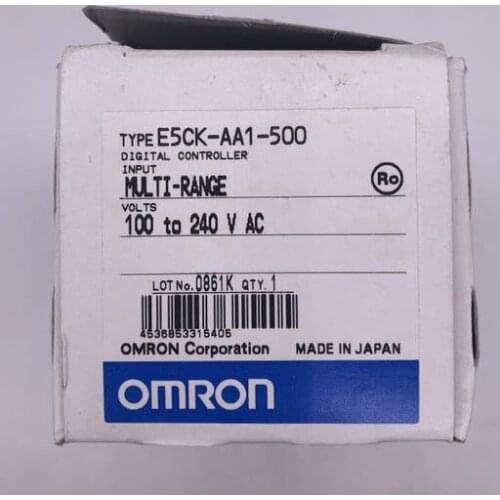 TYPE E5CK-AA1-500
DIGITAL CONTROLLER
INPUT
MULTI-RANGE
Ro
VOLTS
100 to 240 V AC
LOT No. 0861K QTY. 1
4536853315405
OMRON Corporation MADE IN JAPAN
OMRON